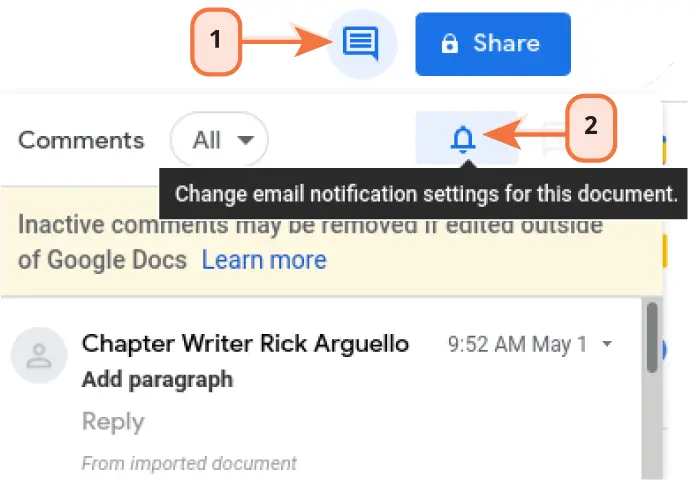 1
Share
Comments
All
2
Change email notification settings for this document.
Inactive comments may be removed if edited outside
of Google Docs Learn more
Chapter Writer Rick Arguello 9:52 AM May 1
Add paragraph
Reply
From imported document